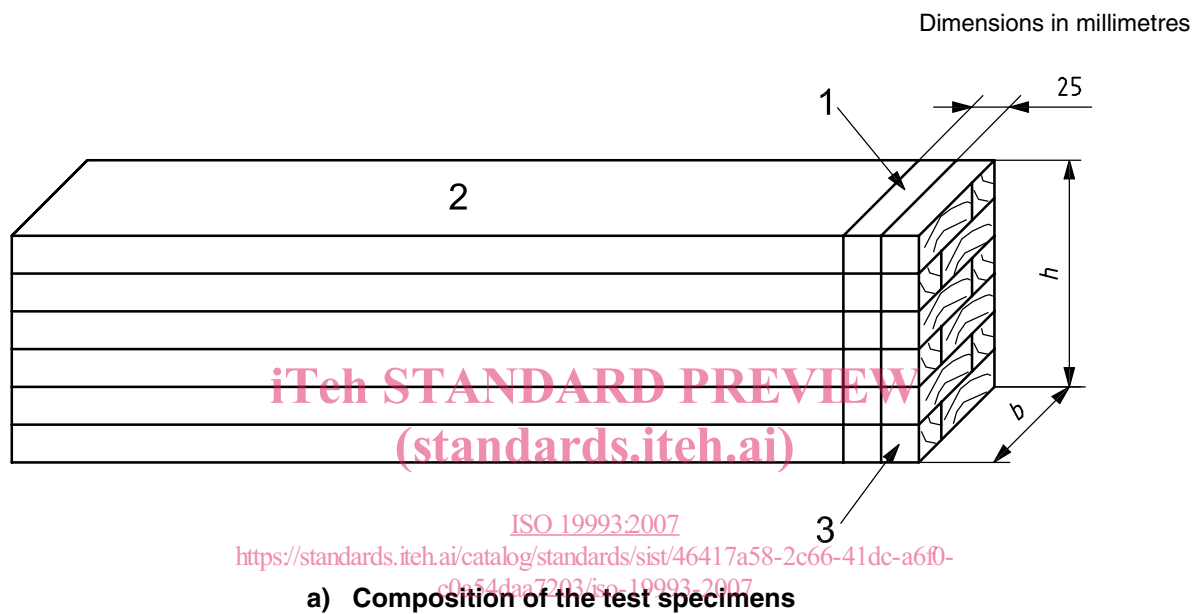 Dimensions in millimetres
25
1
2
h
iTeh STANDARD PREVIEW
b
(standards.iteh.ai)
3
ISO 19993:2007
https://standards.iteh.ai/catalog/standards/sist/46417a58-2c66-41dc-a6f0-
c0a54daa7203/iso-19993-2007
a) Composition of the test specimens